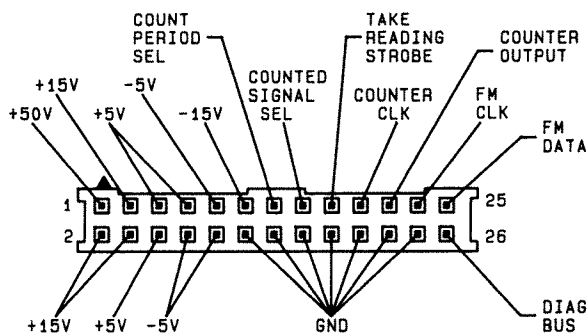 COUNT
PERIOD
SEL
TAKE
READING
STROBE
COUNTER
OUTPUT
+15V
-5V
COUNTED
SIGNAL
SEL
COUNTER
CLK
FM
CLK
+50V
+5V
-15V
FM
DATA
1
25
2
26
+15V
+5V
-5V
GND
DIAG
BUS